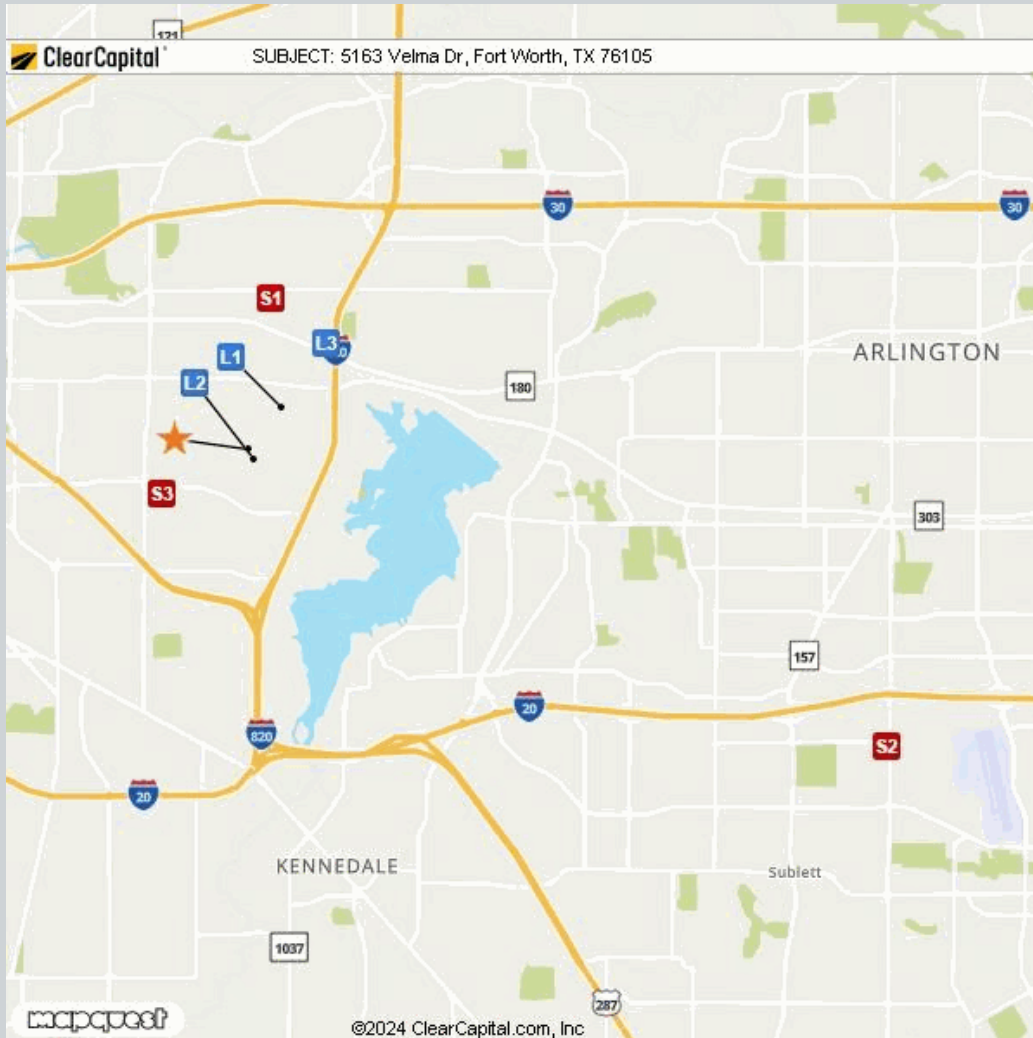 121
ClearCapital
SUBJECT: 5163 Velma Dr, Fort Worth, TX 76105
30
30
S1
L3
L1
ARLINGTON
L2
180
S3
303
157
20
820
S2
20
KENNEDALE
Sublett
1037
287
mapquest
©2024 ClearCapital.com, Inc